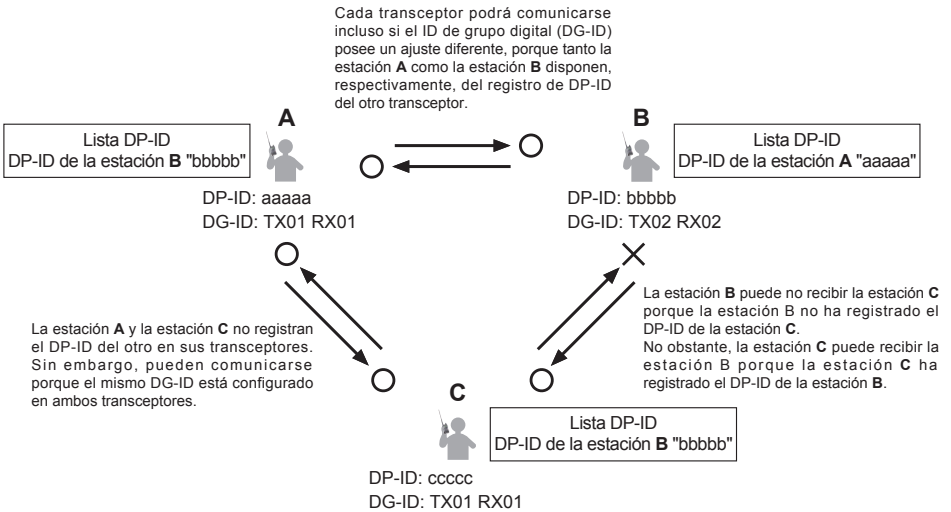 Cada transceptor podrá comunicarse
incluso si el ID de grupo digital (DG-ID)
posee un ajuste diferente, porque tanto la
estación A como la estación B disponen,
respectivamente, del registro de DP-ID
del otro transceptor.
A
Lista DP-ID
DP-ID de la estación B "bbbbb"
DP-ID: aaaaa
DG-ID: TX01 RX01
B
Lista DP-ID
DP-ID de la estación A "aaaaa"
DP-ID: bbbbb
DG-ID: TX02 RX02
La estación A y la estación C no registran
el DP-ID del otro en sus transceptores.
Sin embargo, pueden comunicarse
porque el mismo DG-ID está configurado
en ambos transceptores.
La estación B puede no recibir la estación C
porque la estación B no ha registrado el
DP-ID de la estación C.
No obstante, la estación C puede recibir la
estación B porque la estación C ha
registrado el DP-ID de la estación B.
C
Lista DP-ID
DP-ID de la estación B "bbbbb"
DP-ID: ccccc
DG-ID: TX01 RX01